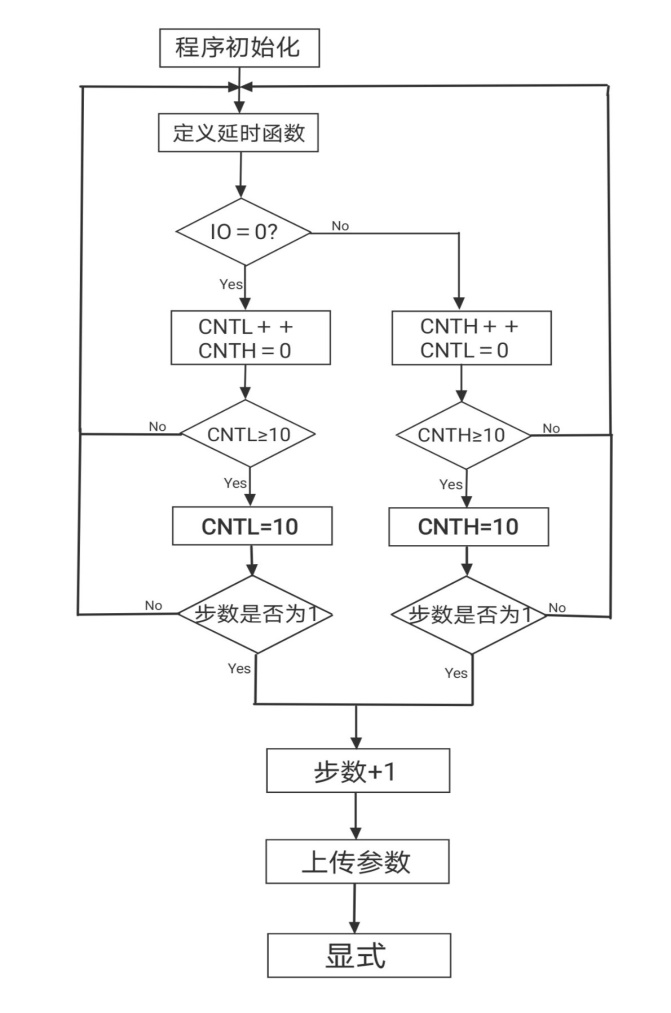 程序初始化
定义延时函数
IO = 0?
No
Yes
CNTL+ +
CNTH = 0
CNTH+ +
CNTL = 0
CNTL≥10
No
CNTH≥10
No
Yes
Yes
CNTL=10
CNTH=10
步数是否为1
No
步数是否为1
No
Yes
Yes
步数+1
上传参数
显式